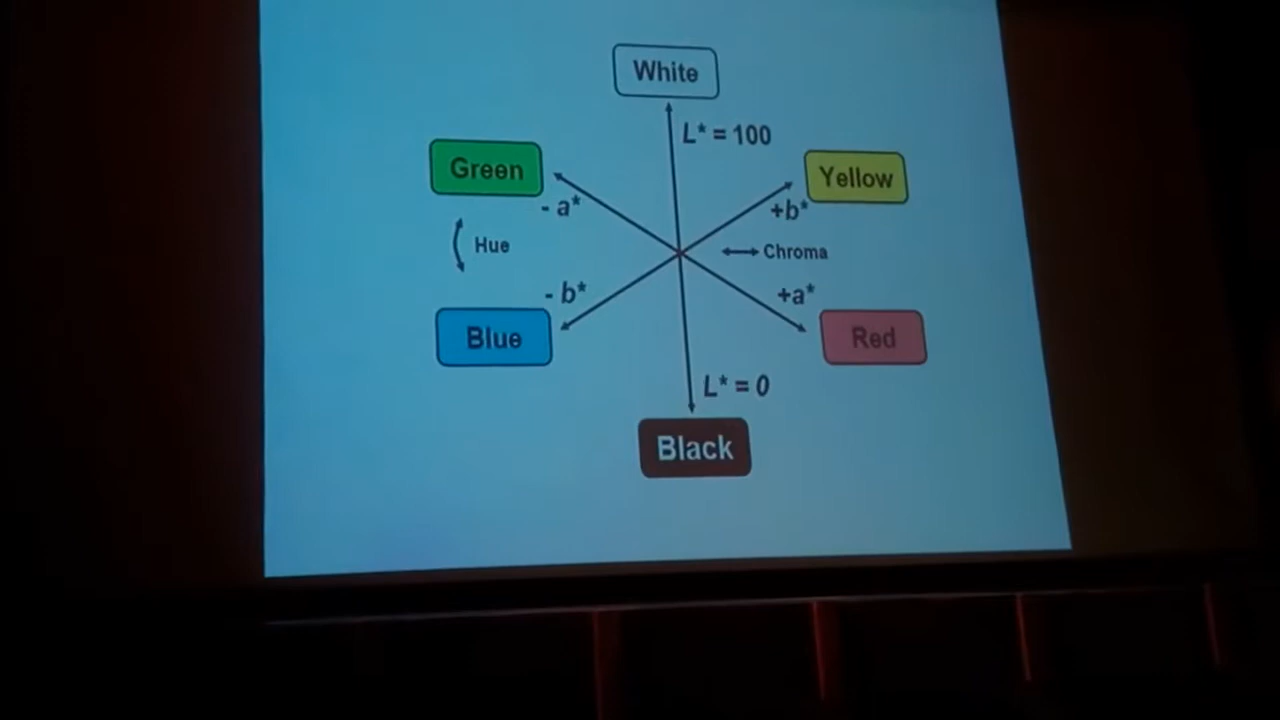 White
L* = 100
Green
Yellow
- a*
+b*
Hue
Chroma
- b*
+a*
Blue
Red
L* = 0
Black